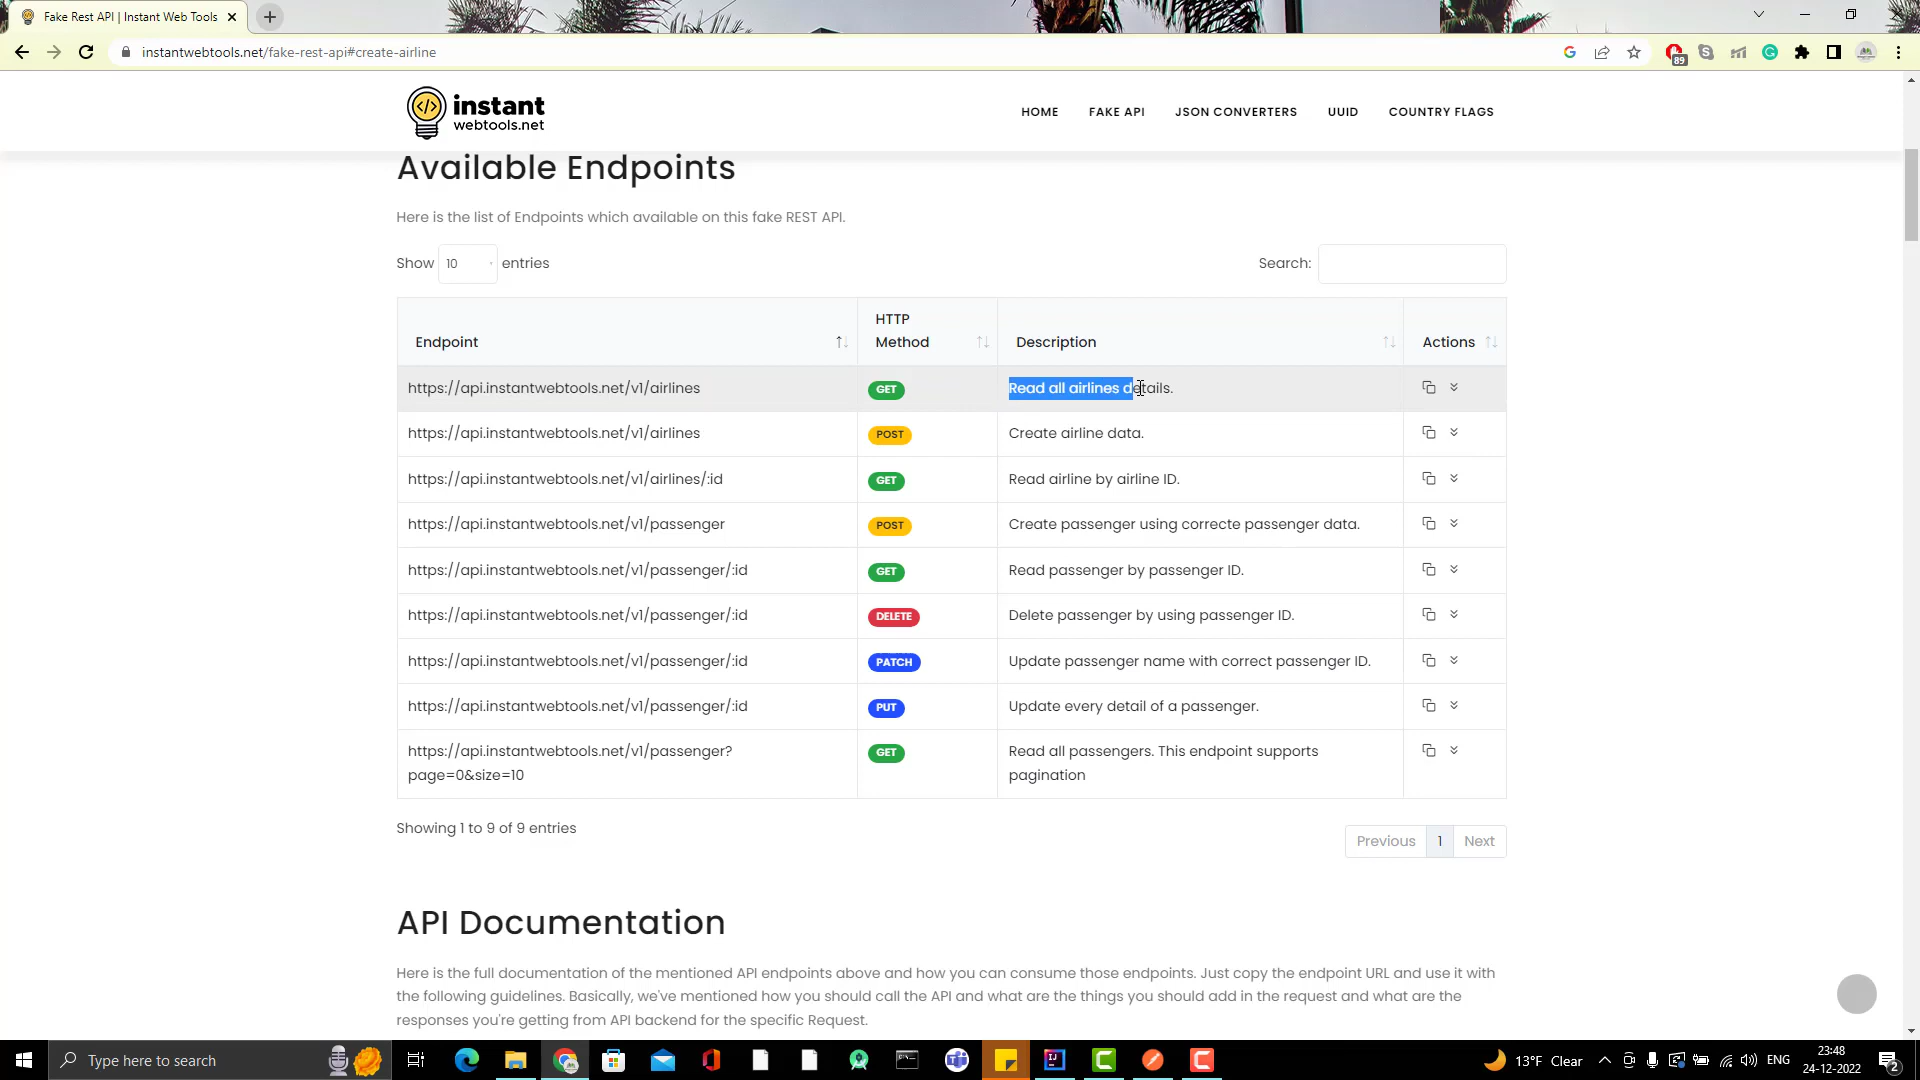 Fake Rest API | Instant Web Tools
instantwebtools.net/fake-rest-api#create-airline
89
instant
webtools.net
HOME FAKE API JSON CONVERTERS UUID COUNTRY FLAGS
Available Endpoints
Here is the list of Endpoints which available on this fake REST API.
Show 10 entries Search:
Endpoint HTTP Method Description Actions
https://api.instantwebtools.net/v1/airlines GET Read all airlines details.
https://api.instantwebtools.net/v1/airlines POST Create airline data.
https://api.instantwebtools.net/v1/airlines/:id GET Read airline by airline ID.
https://api.instantwebtools.net/v1/passenger POST Create passenger using correcte passenger data.
https://api.instantwebtools.net/v1/passenger/:id GET Read passenger by passenger ID.
https://api.instantwebtools.net/v1/passenger/:id DELETE Delete passenger by using passenger ID.
https://api.instantwebtools.net/v1/passenger/:id PATCH Update passenger name with correct passenger ID.
https://api.instantwebtools.net/v1/passenger/:id PUT Update every detail of a passenger.
https://api.instantwebtools.net/v1/passenger? GET Read all passengers. This endpoint supports
page=0&size=10 pagination
Showing 1 to 9 of 9 entries
Previous 1 Next
API Documentation
Here is the full documentation of the mentioned API endpoints above and how you can consume those endpoints. Just copy the endpoint URL and use it with
the following guidelines. Basically, we've mentioned how you should call the API and what are the things you should add in the request and what are the
responses you're getting from API backend for the specific Request.
Type here to search
13°F Clear
ENG
23:48
24-12-2022
2